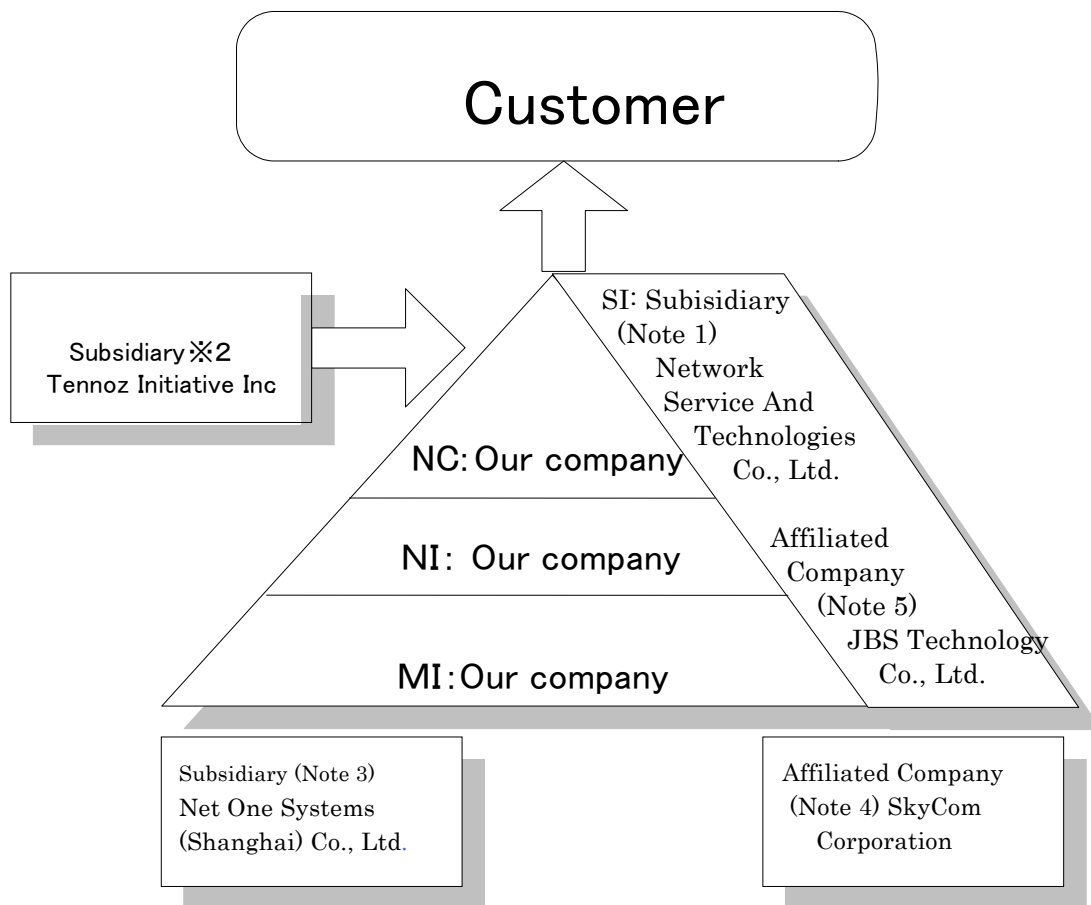 Customer
Subsidiary※2
Tennoz Initiative Inc
SI: Subisidiary
(Note 1)
Network
Service And
Technologies
Co., Ltd.
NC: Our company
NI: Our company
Affiliated
Company
(Note 5)
JBS Technology
Co., Ltd.
MI: Our company
Subsidiary (Note 3)
Net One Systems
(Shanghai) Co., Ltd.
Affiliated Company
(Note 4) SkyCom
Corporation